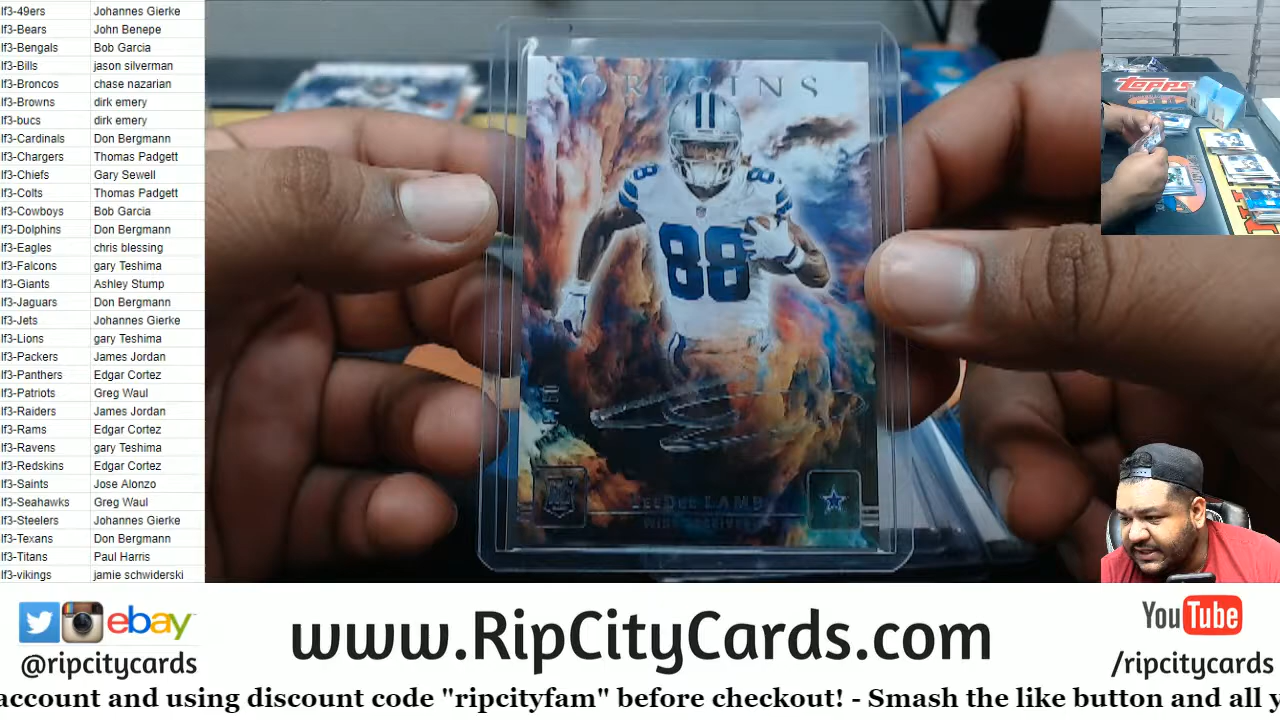 lf3-49ers Johannes Gierke
lf3-Bears John Benepe
lf3-Bengals Bob Garcia
lf3-Bills jason silverman
lf3-Broncos chase nazarian
lf3-Browns dirk emery
lf3-bucs dirk emery
lf3-Cardinals Don Bergmann
lf3-Chargers Thomas Padgett
lf3-Chiefs Gary Sewell
lf3-Colts Thomas Padgett
lf3-Cowboys Bob Garcia
lf3-Dolphins Don Bergmann
lf3-Eagles chris blessing
lf3-Falcons gary Teshima
lf3-Giants Ashley Stump
lf3-Jaguars Don Bergmann
lf3-Jets Johannes Gierke
lf3-Lions gary Teshima
lf3-Packers James Jordan
lf3-Panthers Edgar Cortez
lf3-Patriots Greg Waul
lf3-Raiders James Jordan
lf3-Rams Edgar Cortez
lf3-Ravens gary Teshima
lf3-Redskins Edgar Cortez
lf3-Saints Jose Alonzo
lf3-Seahawks Greg Waul
lf3-Steelers Johannes Gierke
lf3-Texans Don Bergmann
lf3-Titans Paul Harris
lf3-vikings jamie schwiderski
ORIGINS
88
88
88
CeeDee LAMB
WIDE RECEIVER
Topps
ebay
@ripcitycards
www.RipCityCards.com
YouTube
/ripcitycards
account and using discount code "ripcityfam" before checkout! - Smash the like button and all y